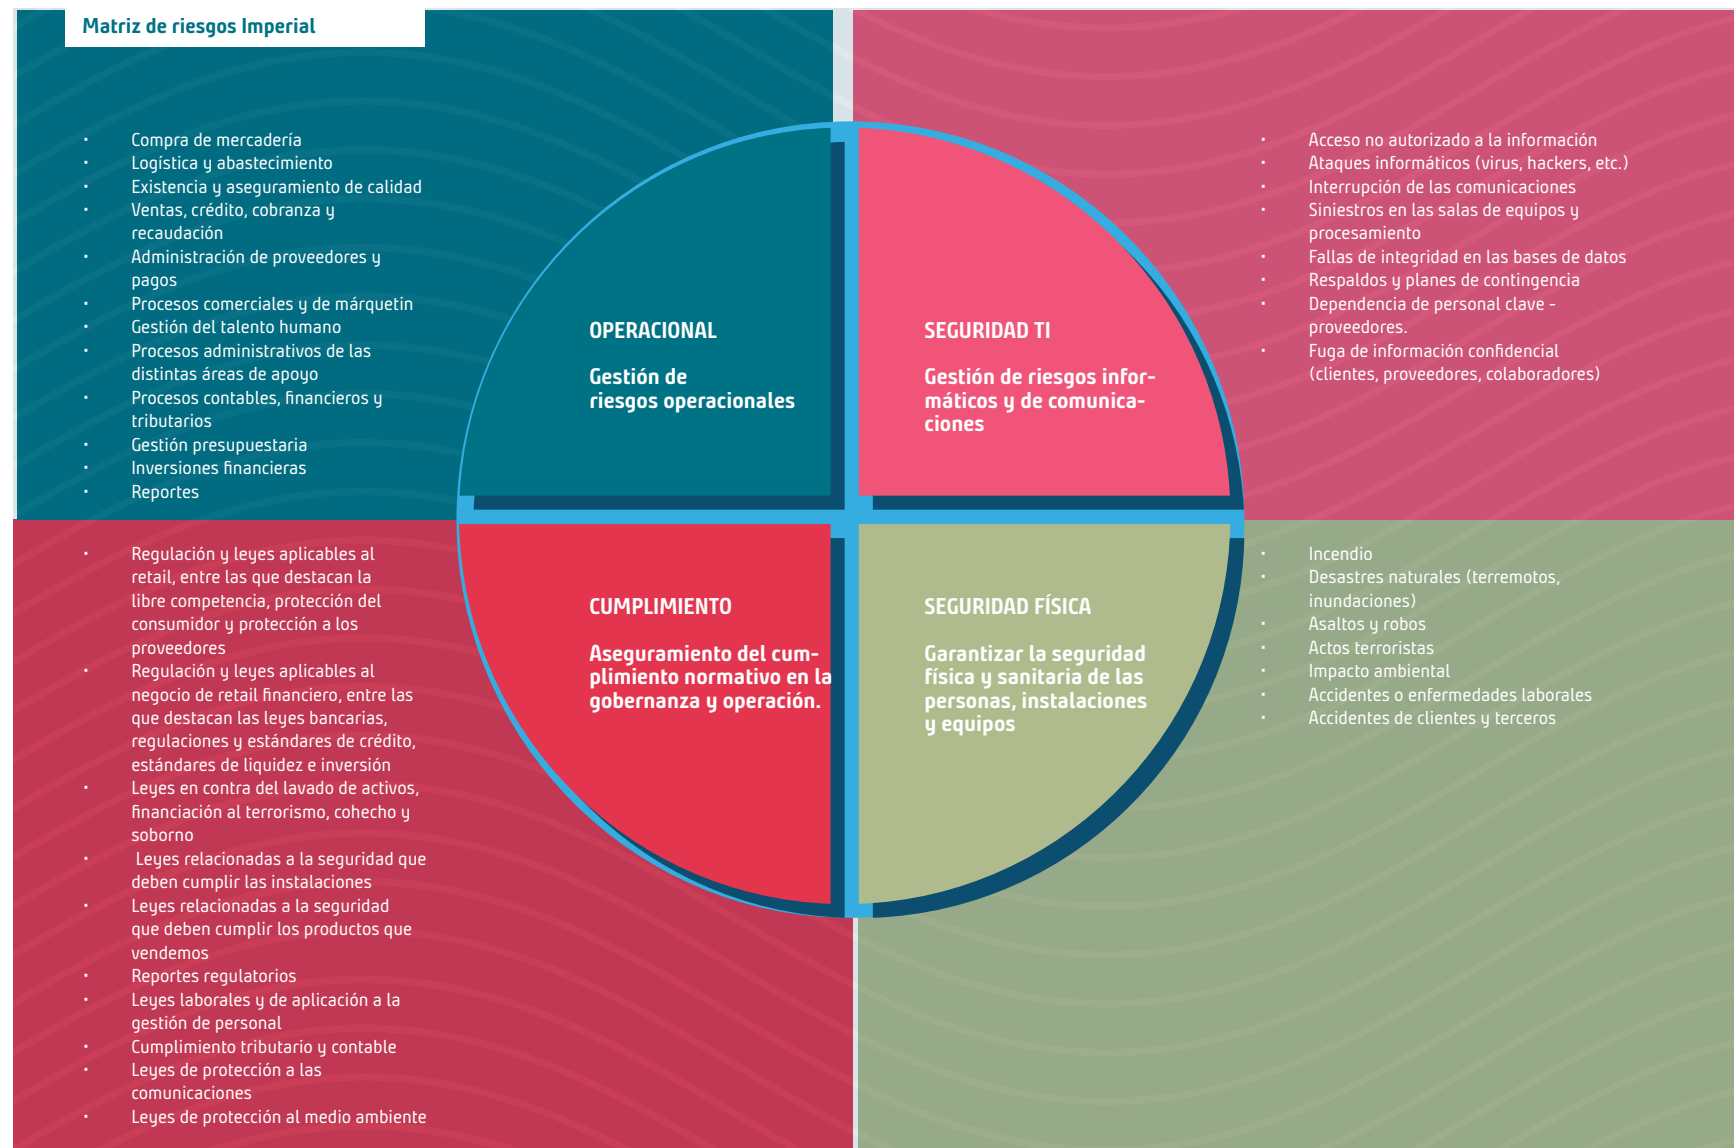 Matriz de riesgos Imperial
· Compra de mercadería
· Logística y abastecimiento
· Existencia y aseguramiento de calidad
· Ventas, crédito, cobranza y
recaudación
· Administración de proveedores y
pagos
· Procesos comerciales y de márquetin
· Gestión del talento humano
· Procesos administrativos de las
distintas áreas de apoyo
· Procesos contables, financieros y
tributarios
· Gestión presupuestaria
· Inversiones financieras
· Reportes
OPERACIONAL
Gestión de
riesgos operacionales
SEGURIDAD TI
Gestión de riesgos infor-
máticos y de comunica-
ciones
· Acceso no autorizado a la información
· Ataques informáticos (virus, hackers, etc.)
· Interrupción de las comunicaciones
· Siniestros en las salas de equipos y
procesamiento
· Fallas de integridad en las bases de datos
· Respaldos y planes de contingencia
· Dependencia de personal clave -
proveedores.
· Fuga de información confidencial
(clientes, proveedores, colaboradores)
· Regulación y leyes aplicables al
retail, entre las que destacan la
libre competencia, protección del
consumidor y protección a los
proveedores
· Regulación y leyes aplicables al
negocio de retail financiero, entre las
que destacan las leyes bancarias,
regulaciones y estándares de crédito,
estándares de liquidez e inversión
· Leyes en contra del lavado de activos,
financiación al terrorismo, cohecho y
soborno
· Leyes relacionadas a la seguridad que
deben cumplir las instalaciones
· Leyes relacionadas a la seguridad
que deben cumplir los productos que
vendemos
· Reportes regulatorios
· Leyes laborales y de aplicación a la
gestión de personal
· Cumplimiento tributario y contable
· Leyes de protección a las
comunicaciones
· Leyes de protección al medio ambiente
CUMPLIMIENTO
Aseguramiento del cum-
plimiento normativo en la
gobernanza y operación.
SEGURIDAD FÍSICA
Garantizar la seguridad
física y sanitaria de las
personas, instalaciones
y equipos
· Incendio
· Desastres naturales (terremotos,
inundaciones)
· Asaltos y robos
· Actos terroristas
· Impacto ambiental
· Accidentes o enfermedades laborales
· Accidentes de clientes y terceros